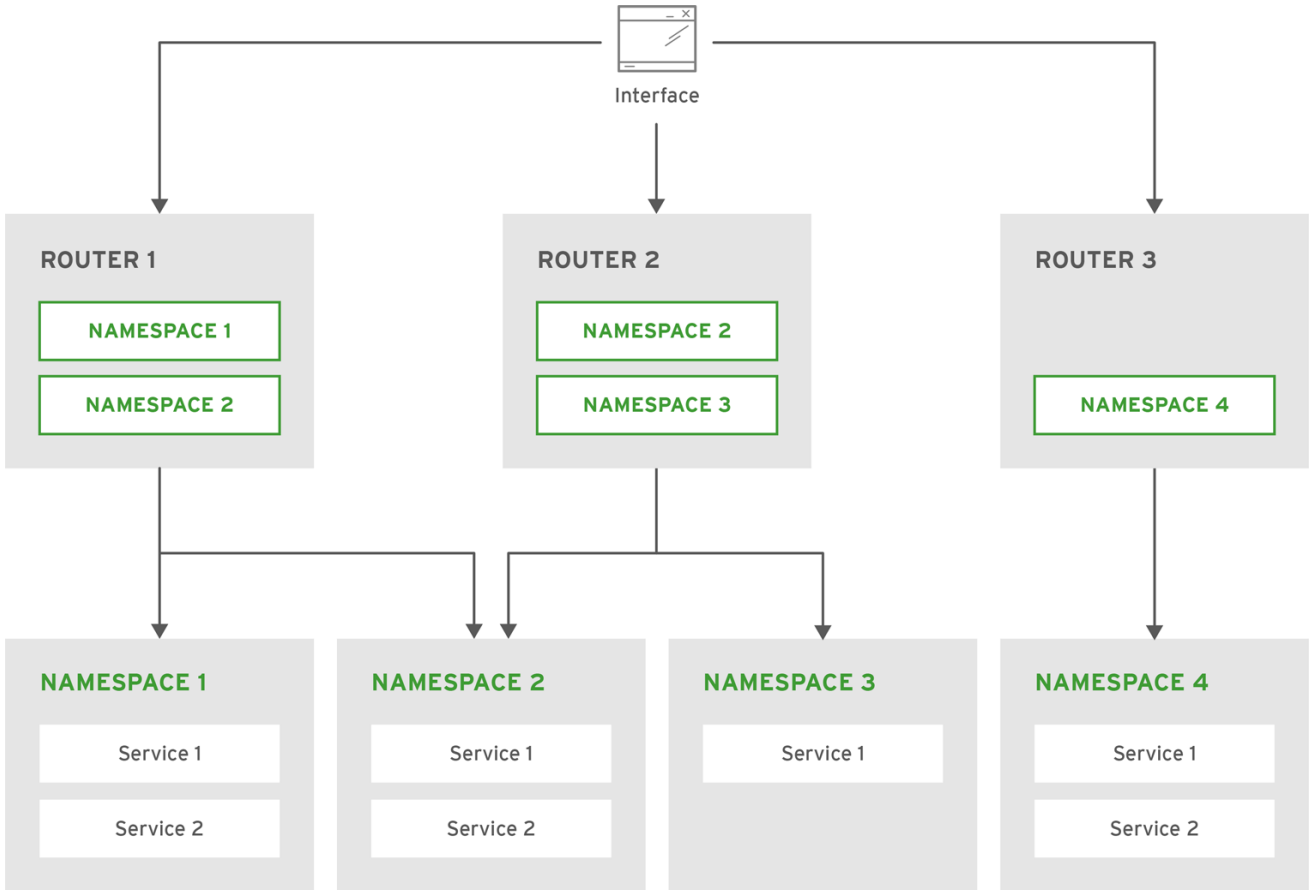 Interface
ROUTER 1
NAMESPACE 1
NAMESPACE 2
ROUTER 2
NAMESPACE 2
NAMESPACE 3
ROUTER 3
NAMESPACE 4
NAMESPACE 1
Service 1
Service 2
NAMESPACE 2
Service 1
Service 2
NAMESPACE 3
Service 1
NAMESPACE 4
Service 1
Service 2